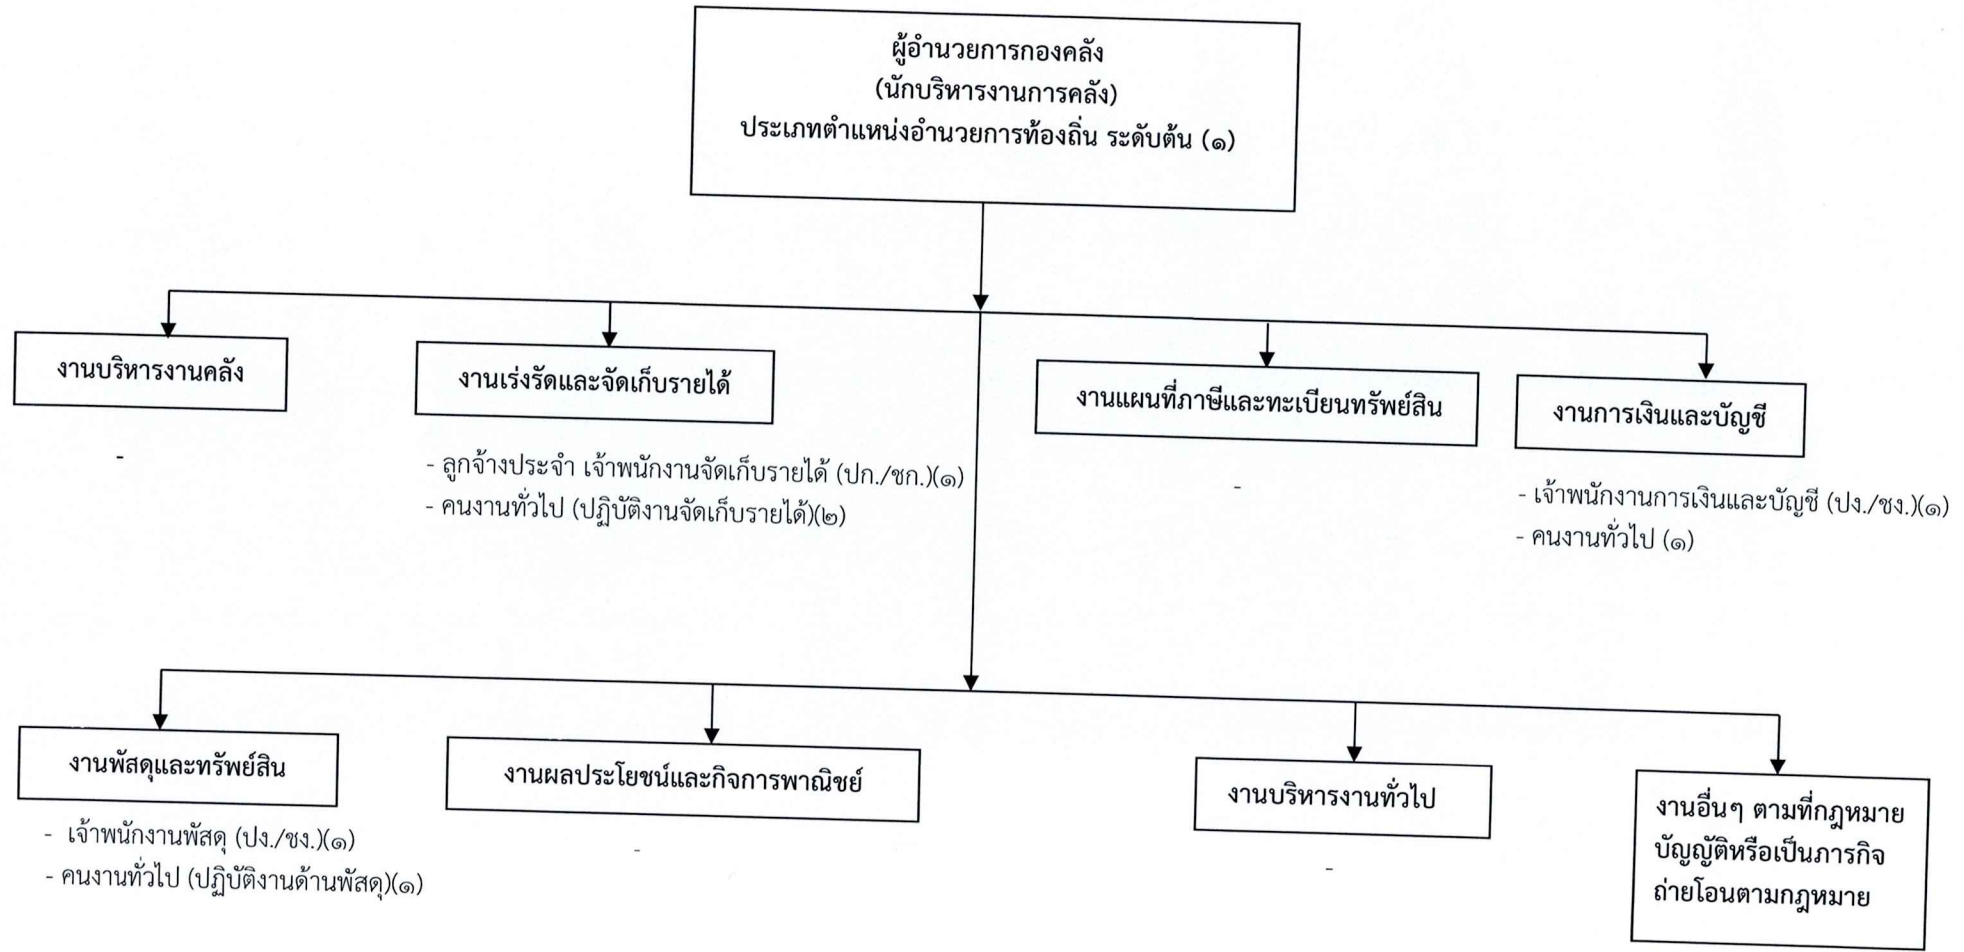 ผู้อำนวยการกองคลัง
(นักบริหารงานการคลัง)
ประเภทตำแหน่งอำนวยการท้องถิ่น ระดับต้น (๑)
งานบริหารงานคลัง
-
งานเร่งรัดและจัดเก็บรายได้
- ลูกจ้างประจำ เจ้าพนักงานจัดเก็บรายได้ (ปก./ชก.)(๑)
- คนงานทั่วไป (ปฏิบัติงานจัดเก็บรายได้)(๒)
งานแผนที่ภาษีและทะเบียนทรัพย์สิน
-
งานการเงินและบัญชี
- เจ้าพนักงานการเงินและบัญชี (ปง./ชง.)(๑)
- คนงานทั่วไป (๑)
งานพัสดุและทรัพย์สิน
- เจ้าพนักงานพัสดุ (ปง./ชง.)(๑)
- คนงานทั่วไป (ปฏิบัติงานด้านพัสดุ)(๑)
งานผลประโยชน์และกิจการพาณิชย์
-
งานบริหารงานทั่วไป
-
งานอื่นๆ ตามที่กฎหมาย
บัญญัติหรือเป็นภารกิจ
ถ่ายโอนตามกฎหมาย